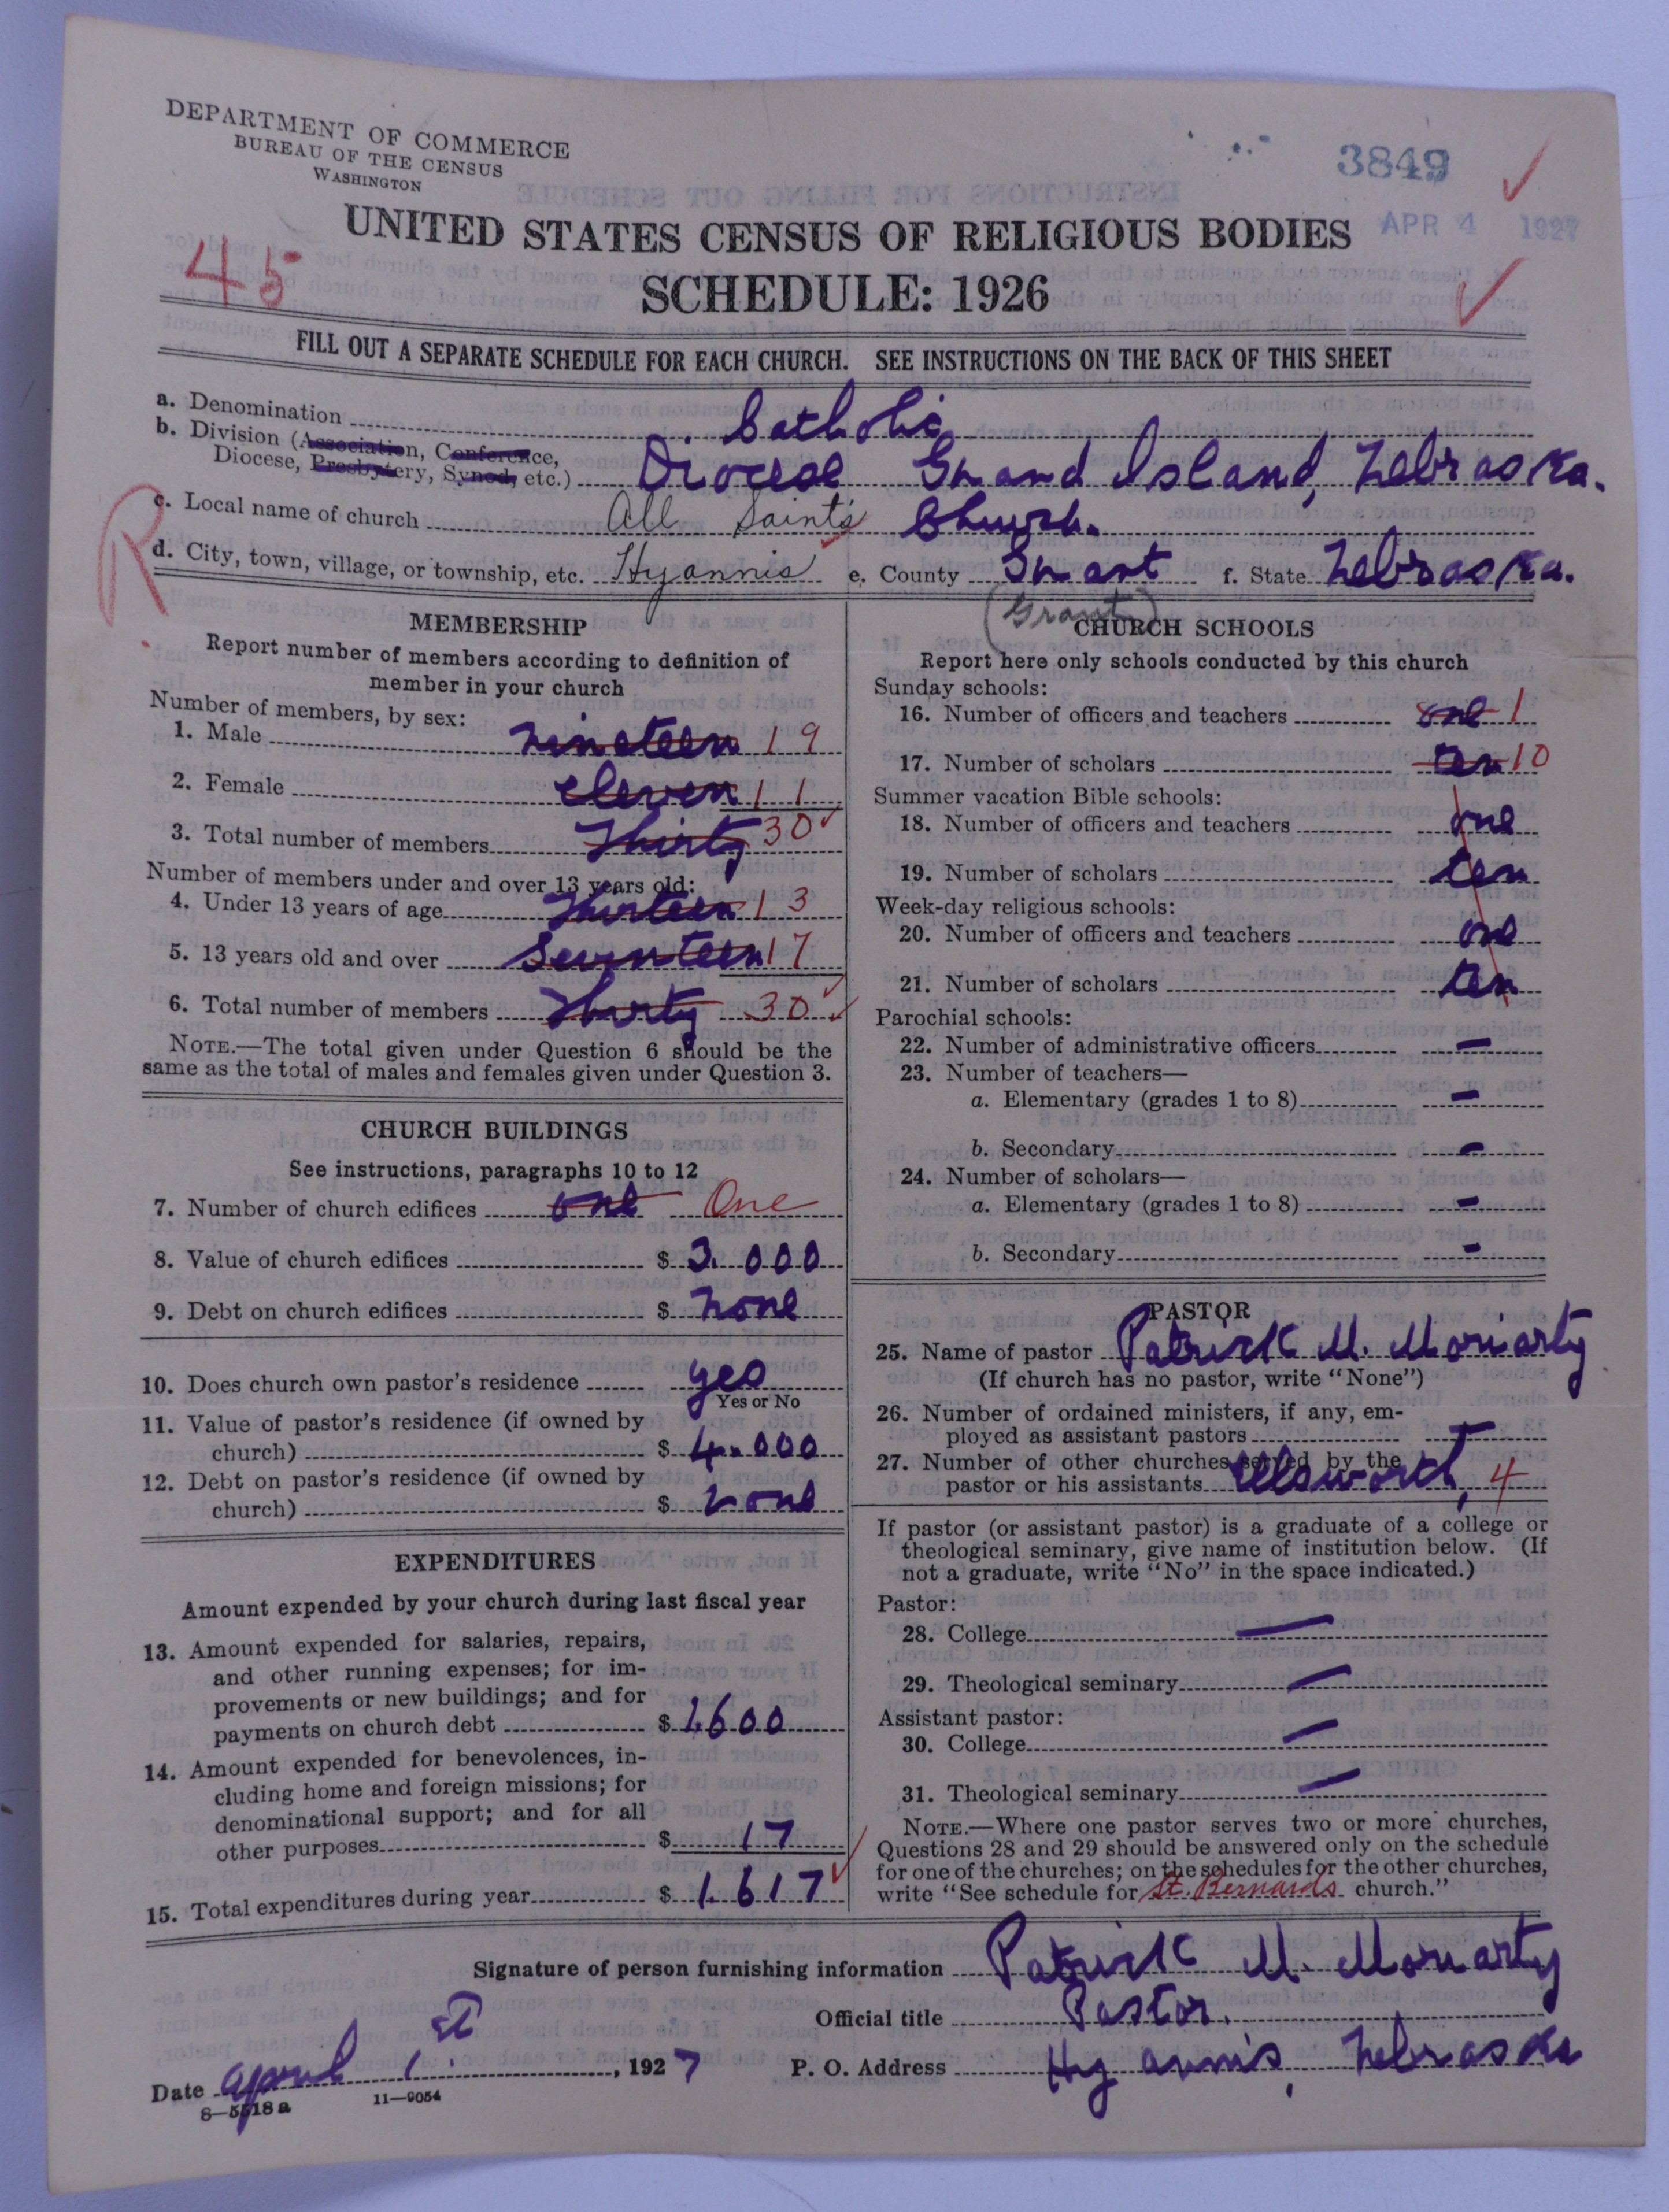 DEPARTMENT OF COMMERCE
BUREAU OF THE CENSUS
WASHINGTON
3849
APR 4 1927
UNITED STATES CENSUS OF RELIGIOUS BODIES
45
SCHEDULE: 1926
FILL OUT A SEPARATE SCHEDULE FOR EACH CHURCH. SEE INSTRUCTIONS ON THE BACK OF THIS SHEET
a. Denomination Catholic
b. Division (Association, Conference,
Diocese, Presbytery, Synod, etc.) Diocese Grand Island, Nebraska.
R
c. Local name of church All Saints Church.
d. City, town, village, or township, etc. Hyannis e. County Grant f. State Nebraska.
(Grant)
MEMBERSHIP
Report number of members according to definition of
member in your church
Number of members, by sex:
1. Male nineteen 19
2. Female eleven 11
3. Total number of members Thirty 30
Number of members under and over 13 years old:
4. Under 13 years of age Thirteen 13
5. 13 years old and over Seventeen 17
6. Total number of members Thirty 30
NOTE.—The total given under Question 6 should be the
same as the total of males and females given under Question 3.
CHURCH BUILDINGS
See instructions, paragraphs 10 to 12
7. Number of church edifices one One
8. Value of church edifices $ 3.000
9. Debt on church edifices $ none
10. Does church own pastor's residence yes
Yes or No
11. Value of pastor's residence (if owned by
church) $ 4.000
12. Debt on pastor's residence (if owned by
church) $ none
EXPENDITURES
Amount expended by your church during last fiscal year
13. Amount expended for salaries, repairs,
and other running expenses; for im-
provements or new buildings; and for
payments on church debt $ 1.600
14. Amount expended for benevolences, in-
cluding home and foreign missions; for
denominational support; and for all
other purposes $ 17
15. Total expenditures during year $ 1.617
CHURCH SCHOOLS
Report here only schools conducted by this church
Sunday schools:
16. Number of officers and teachers one 1
17. Number of scholars ten 10
Summer vacation Bible schools:
18. Number of officers and teachers one
19. Number of scholars ten
Week-day religious schools:
20. Number of officers and teachers one
21. Number of scholars ten
Parochial schools:
22. Number of administrative officers —
23. Number of teachers—
a. Elementary (grades 1 to 8) —
b. Secondary -
24. Number of scholars—
a. Elementary (grades 1 to 8) -
b. Secondary -
PASTOR
25. Name of pastor Patrick M. Moriarty
(If church has no pastor, write "None")
26. Number of ordained ministers, if any, em-
ployed as assistant pastors —
27. Number of other churches served by the
pastor or his assistants Ellsworth, 4
If pastor (or assistant pastor) is a graduate of a college or
theological seminary, give name of institution below. (If
not a graduate, write "No" in the space indicated.)
Pastor:
28. College —
29. Theological seminary —
Assistant pastor:
30. College —
31. Theological seminary —
NOTE.—Where one pastor serves two or more churches,
Questions 28 and 29 should be answered only on the schedule
for one of the churches; on the schedules for the other churches,
write "See schedule for St. Bernards church."
Signature of person furnishing information Patrick M. Moriarty
Official title Pastor.
Date April 1. st, 1927 P. O. Address Hyannis, Nebraska
8—5518 a 11—9054